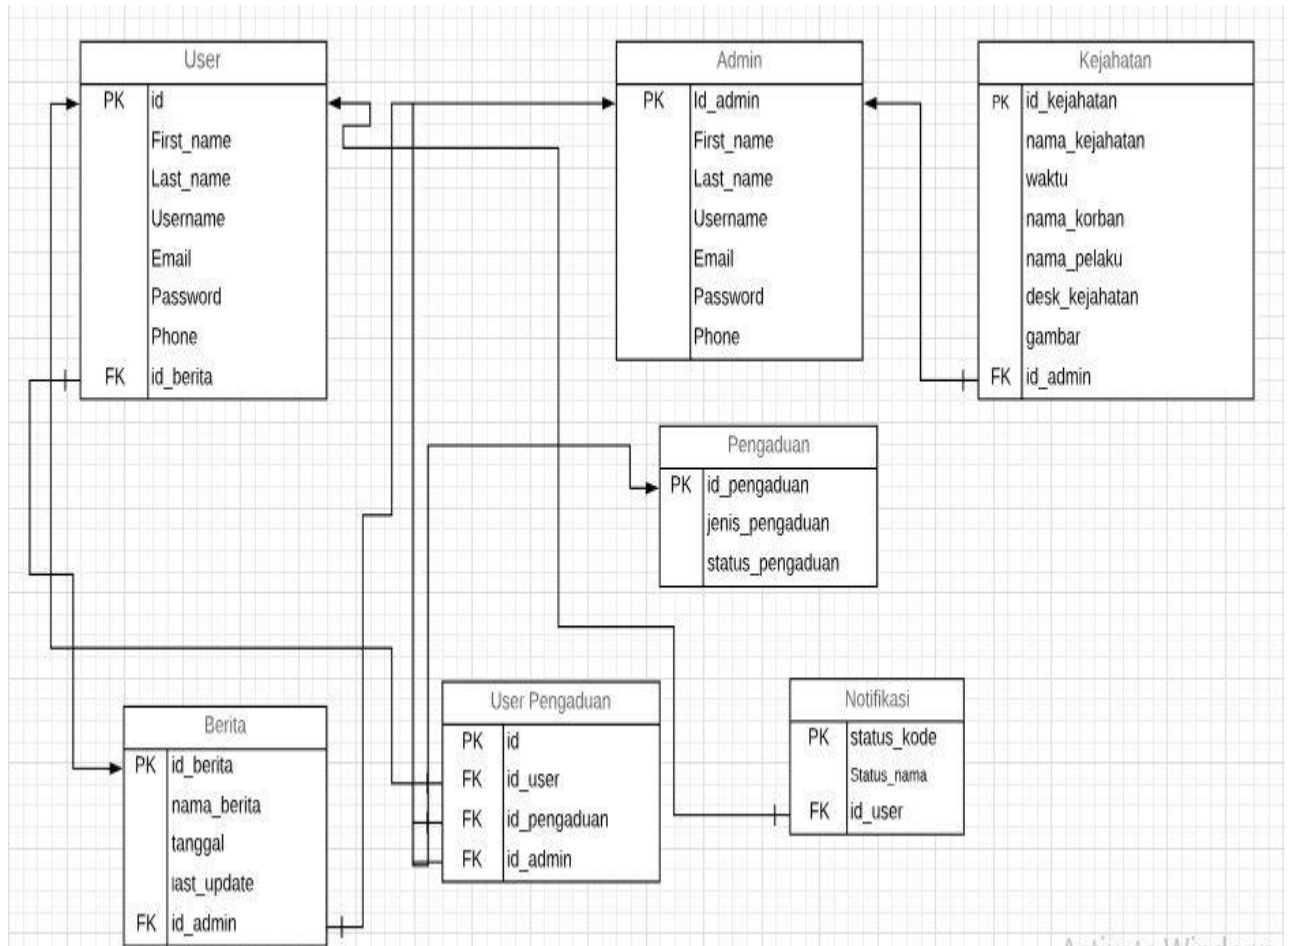 User
PK id
First_name
Last_name
Username
Email
Password
Phone
FK id_berita
Admin
PK Id_admin
First_name
Last_name
Username
Email
Password
Phone
Kejahatan
PK id_kejahatan
nama_kejahatan
waktu
nama_korban
nama_pelaku
desk_kejahatan
gambar
FK id_admin
Pengaduan
PK id_pengaduan
jenis_pengaduan
status_pengaduan
Berita
PK id_berita
nama_berita
tanggal
last_update
FK id_admin
User Pengaduan
PK id
FK id_user
FK id_pengaduan
FK id_admin
Notifikasi
PK status_kode
Status_nama
FK id_user